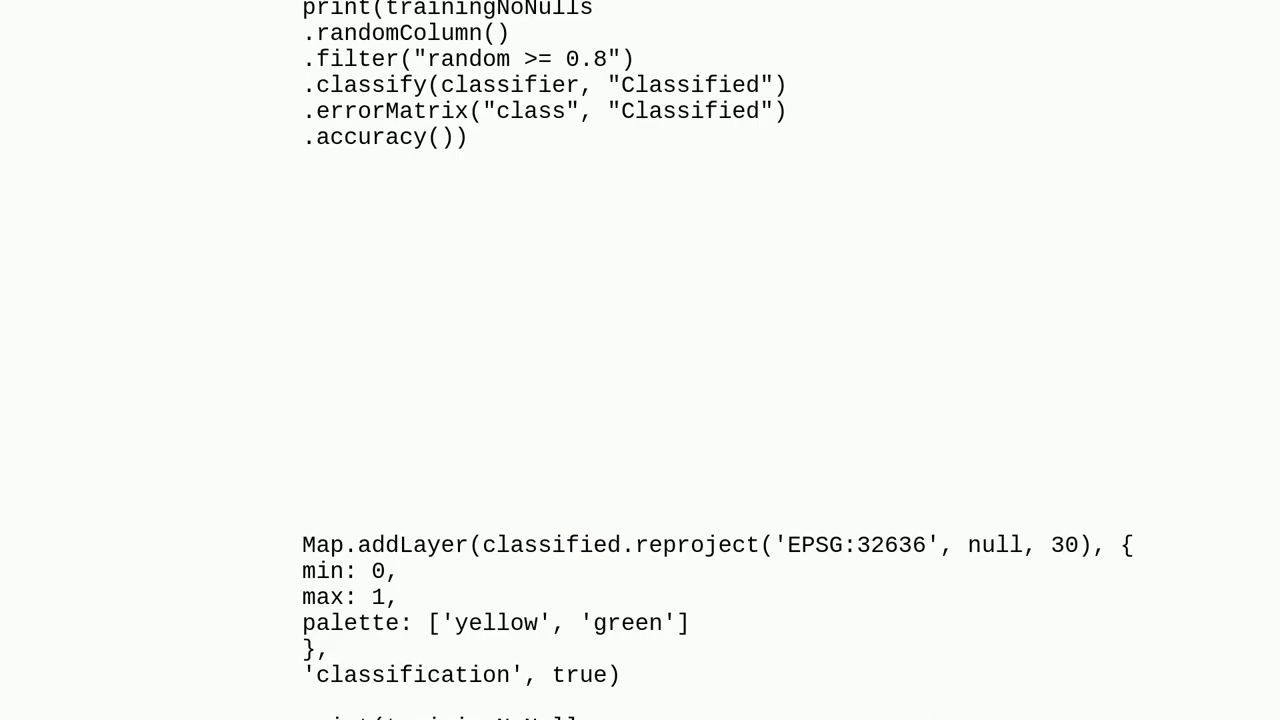 print(trainingNoNulls
.randomColumn()
.filter("random >= 0.8")
.classify(classifier, "Classified")
.errorMatrix("class", "Classified")
.accuracy())
Map.addLayer(classified.reproject('EPSG:32636', null, 30), {
min: 0,
max: 1,
palette: ['yellow', 'green']
},
'classification', true)